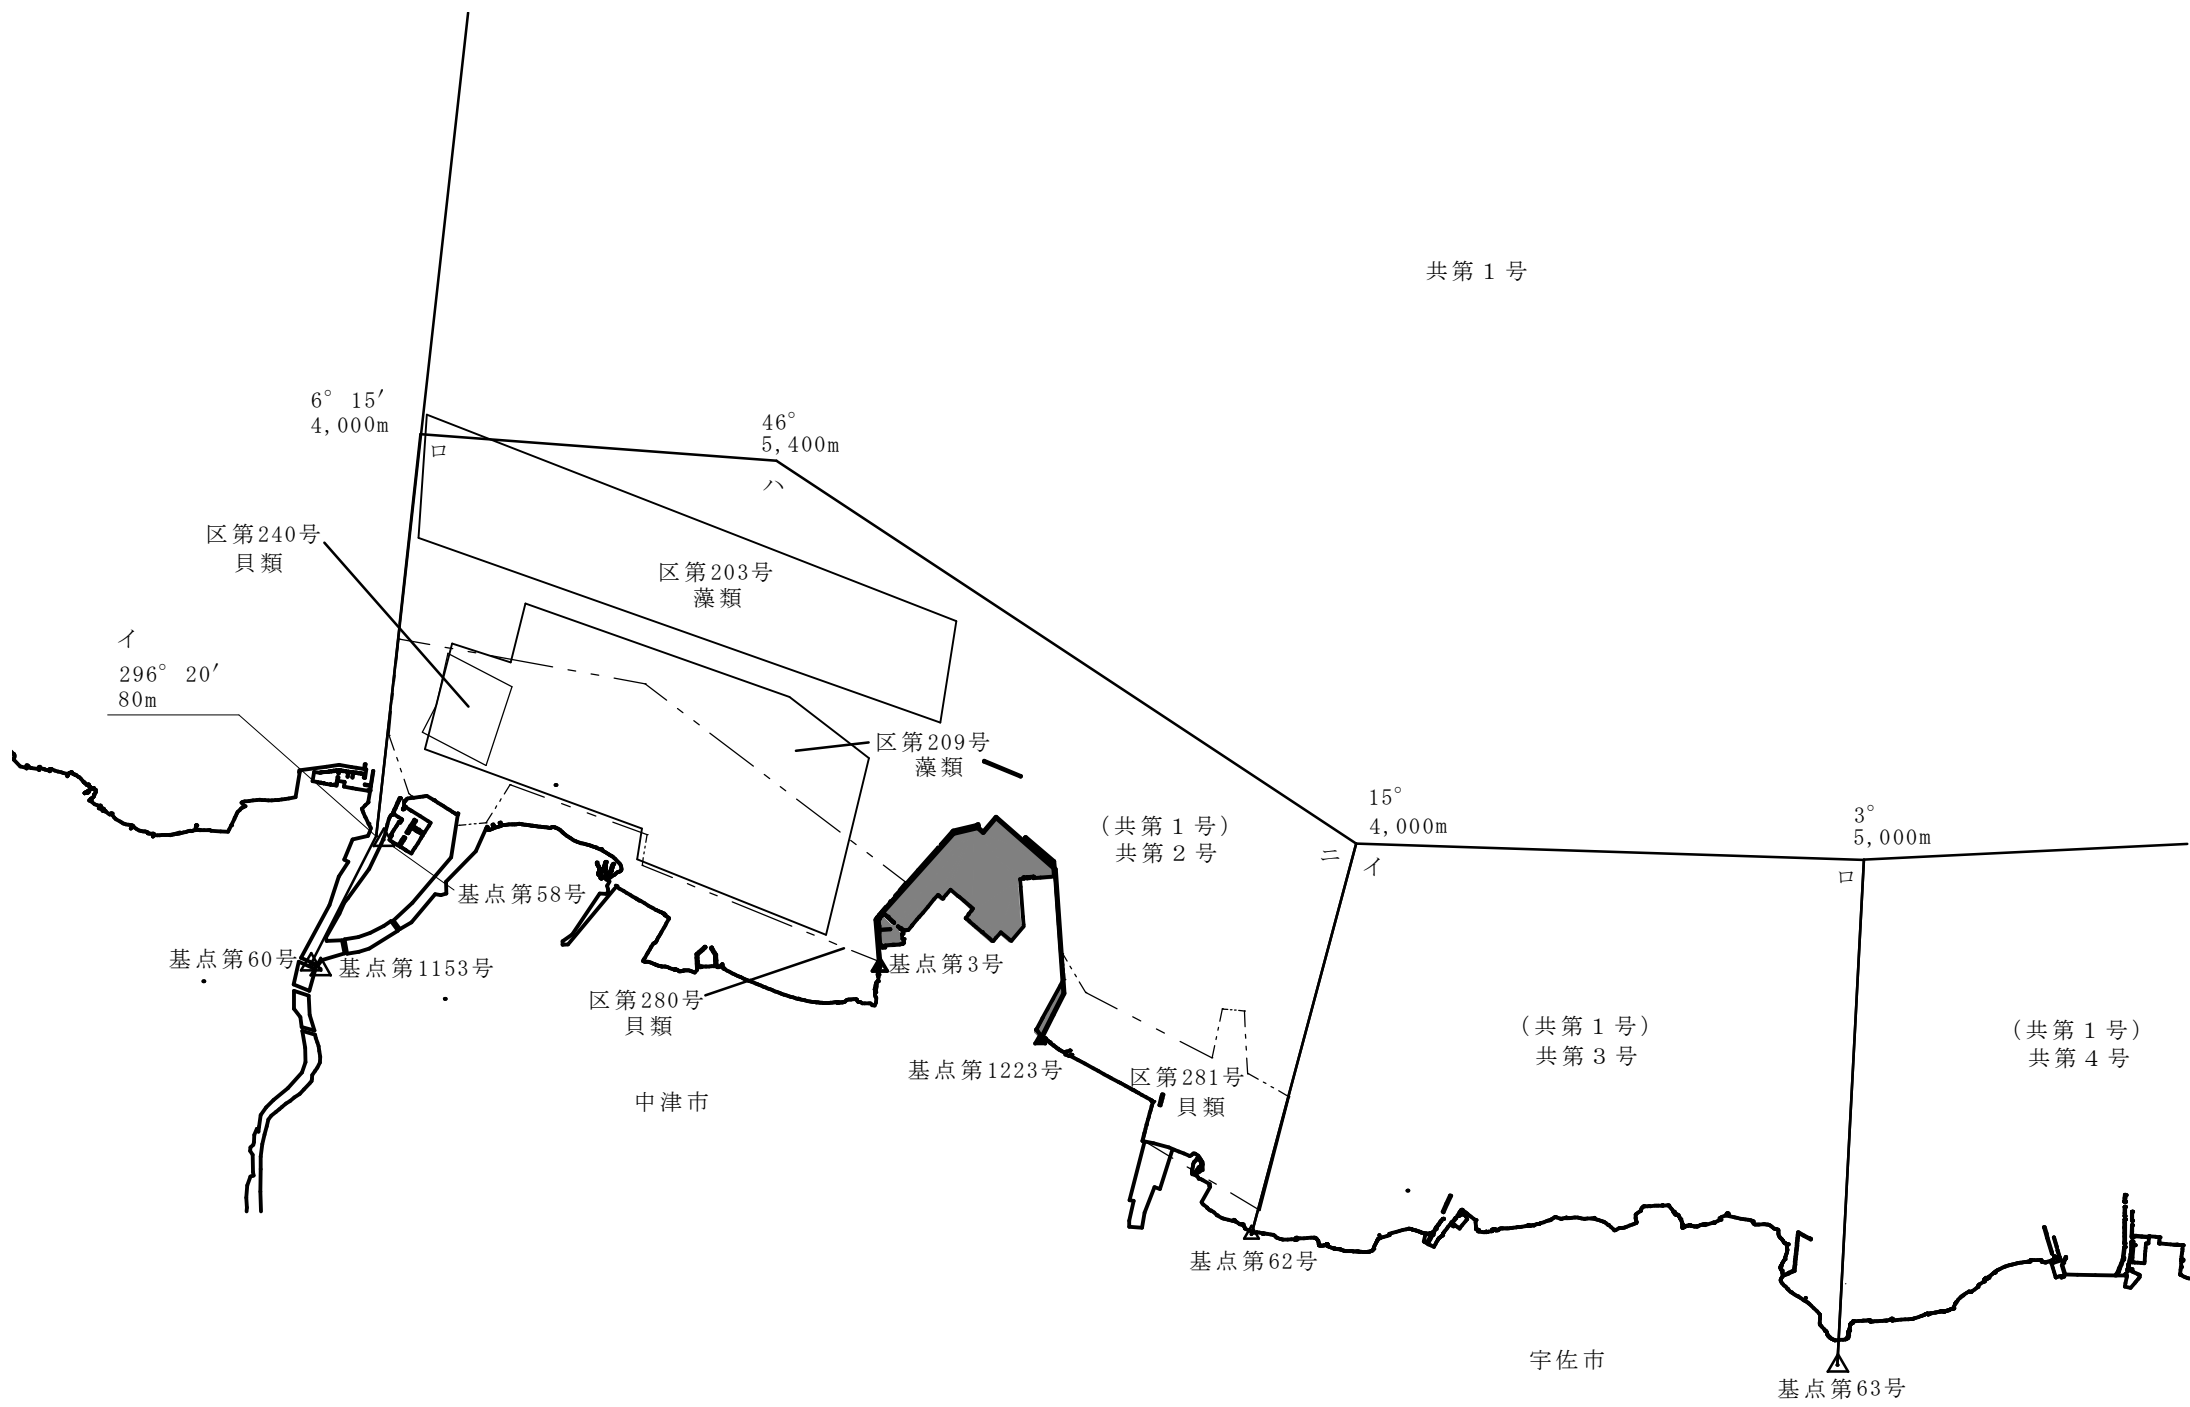 共第１号
6° 15′
4,000m
ロ
46°
5,400m
ハ
区第240号
貝類
区第203号
藻類
イ
296° 20′
80m
区第209号
藻類
15°
4,000m
ニ
イ
3°
5,000m
ロ
（共第１号）
共第２号
基点第58号
基点第60号
基点第1153号
基点第3号
区第280号
貝類
基点第1223号
区第281号
貝類
（共第１号）
共第３号
（共第１号）
共第４号
中津市
基点第62号
宇佐市
基点第63号